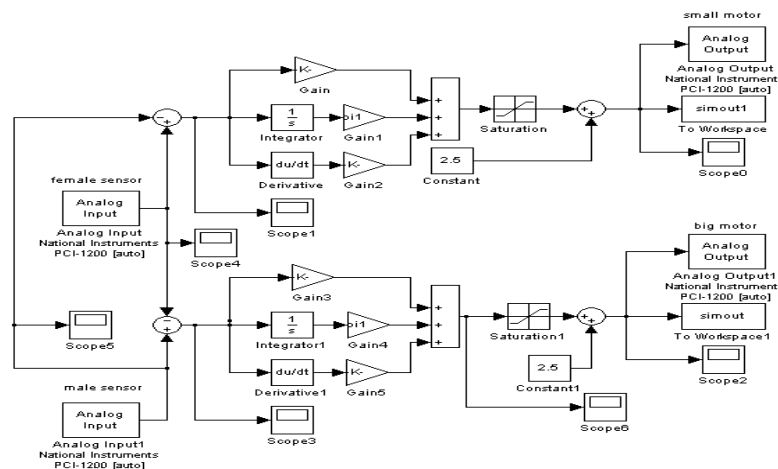 small motor
Analog
Output
Analog Output
National Instrument
PCI-1200 [auto]
simout1
To Workspace
Scope0
K-
Gain
1
s
Integrator
pi1
Gain1
du/dt
Derivative
K-
Gain2
+
+
+
-
+
Saturation
+
+
2.5
Constant
female sensor
Analog
Input
Analog Input
National Instruments
PCI-1200 [auto]
Scope1
Scope4
big motor
Analog
Output
Analog Output1
National Instrument
PCI-1200 [auto]
simout
To Workspace1
Scope2
K-
Gain3
1
s
Integrator1
pi1
Gain4
du/dt
Derivative1
K-
Gain5
+
+
+
-
+
Saturation1
+
+
2.5
Constant1
Scope5
Scope3
Scope6
male sensor
Analog
Input
Analog Input1
National Instruments
PCI-1200 [auto]